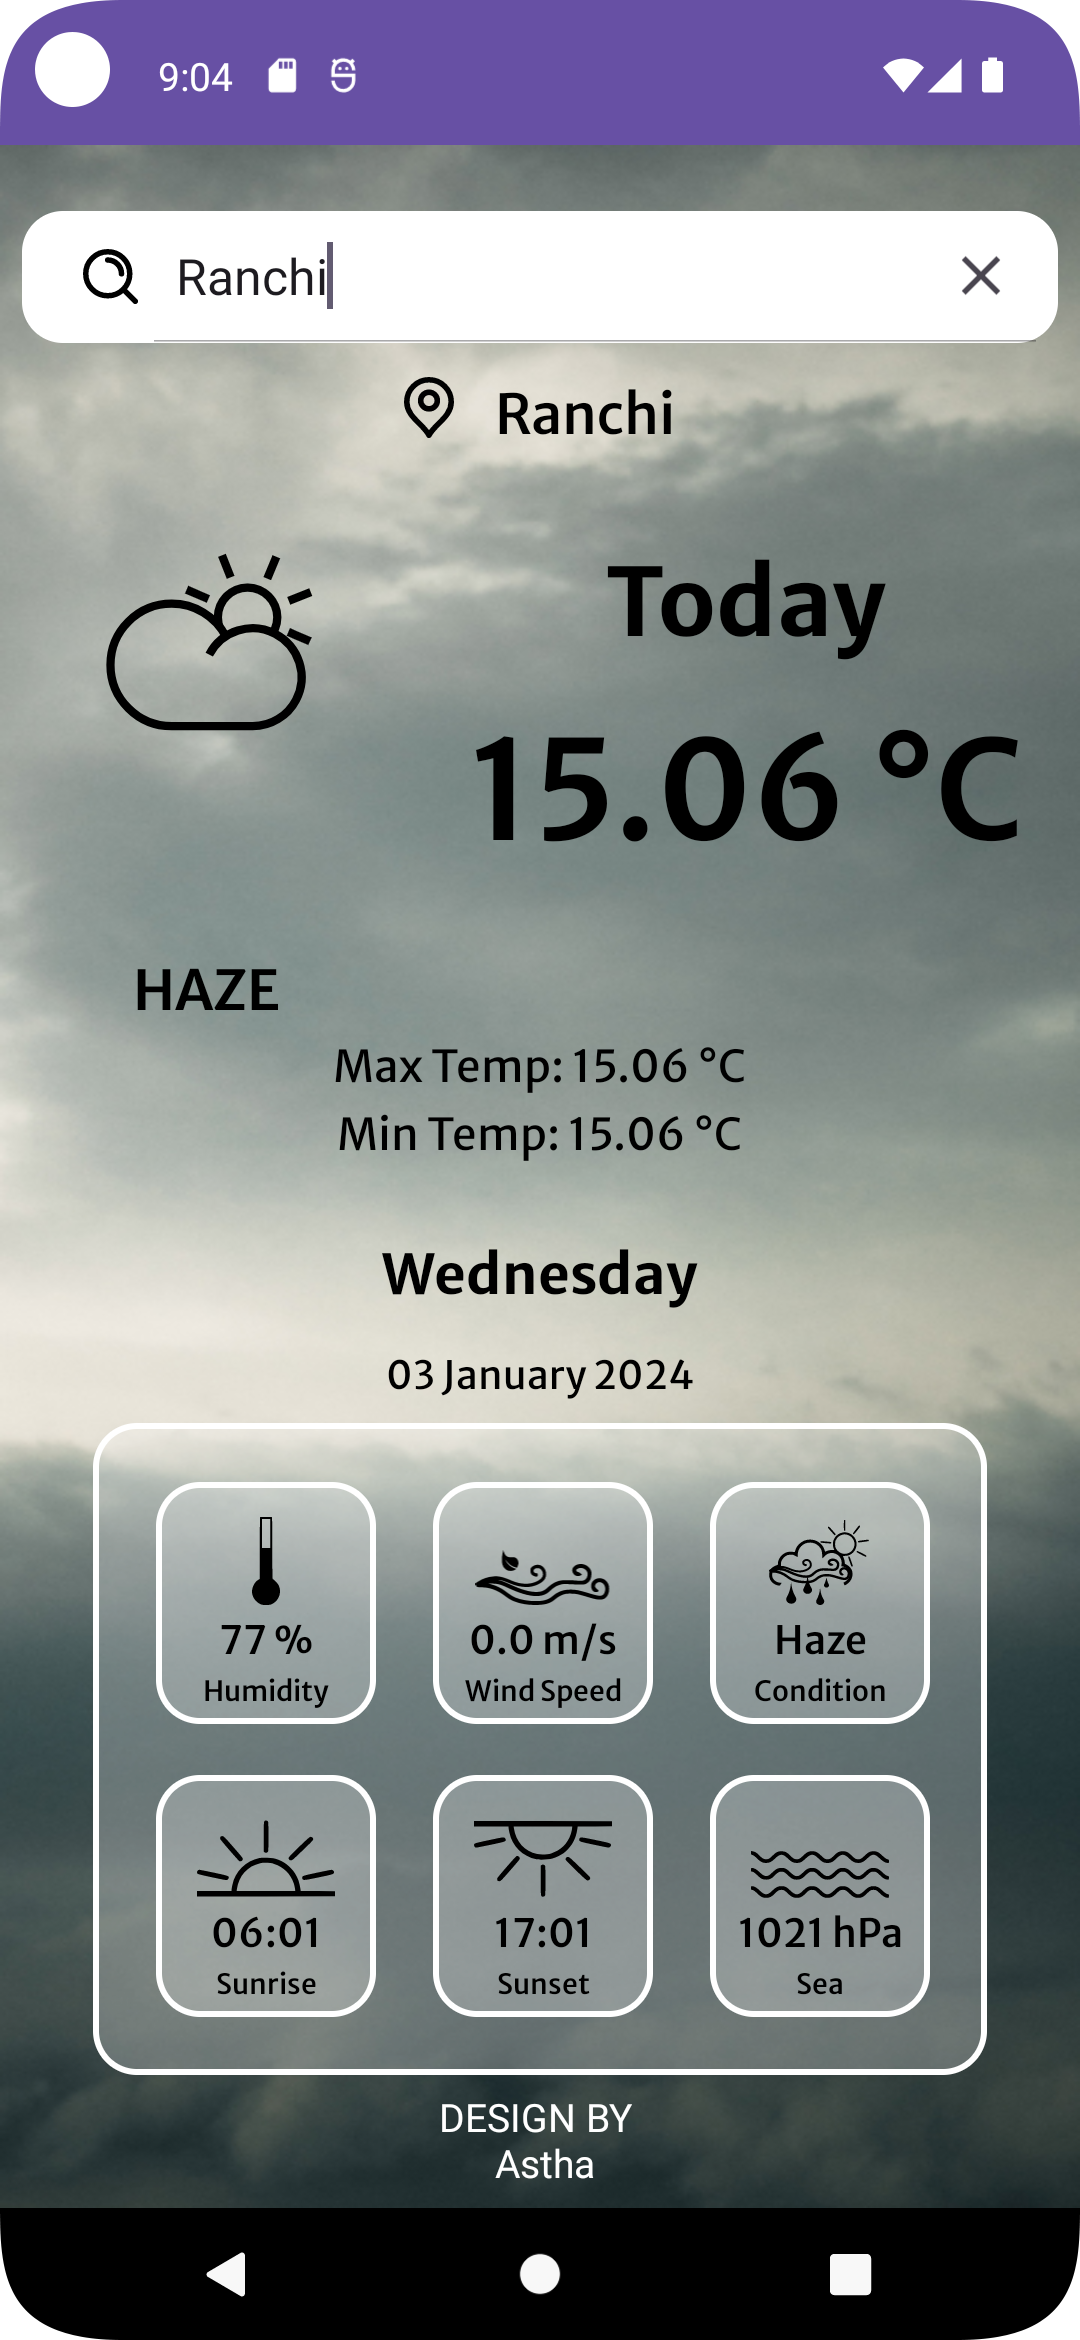 9:04
Ranchi
Ranchi
Today
15.06 °C
HAZE
Max Temp: 15.06 °C
Min Temp: 15.06 °C
Wednesday
03 January 2024
77 %
Humidity
0.0 m/s
Wind Speed
Haze
Condition
06:01
Sunrise
17:01
Sunset
1021 hPa
Sea
DESIGN BY
Astha